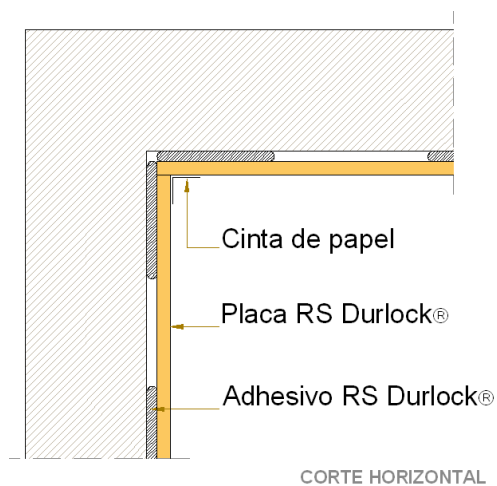 Cinta de papel
Placa RS Durlock®
Adhesivo RS Durlock®
CORTE HORIZONTAL